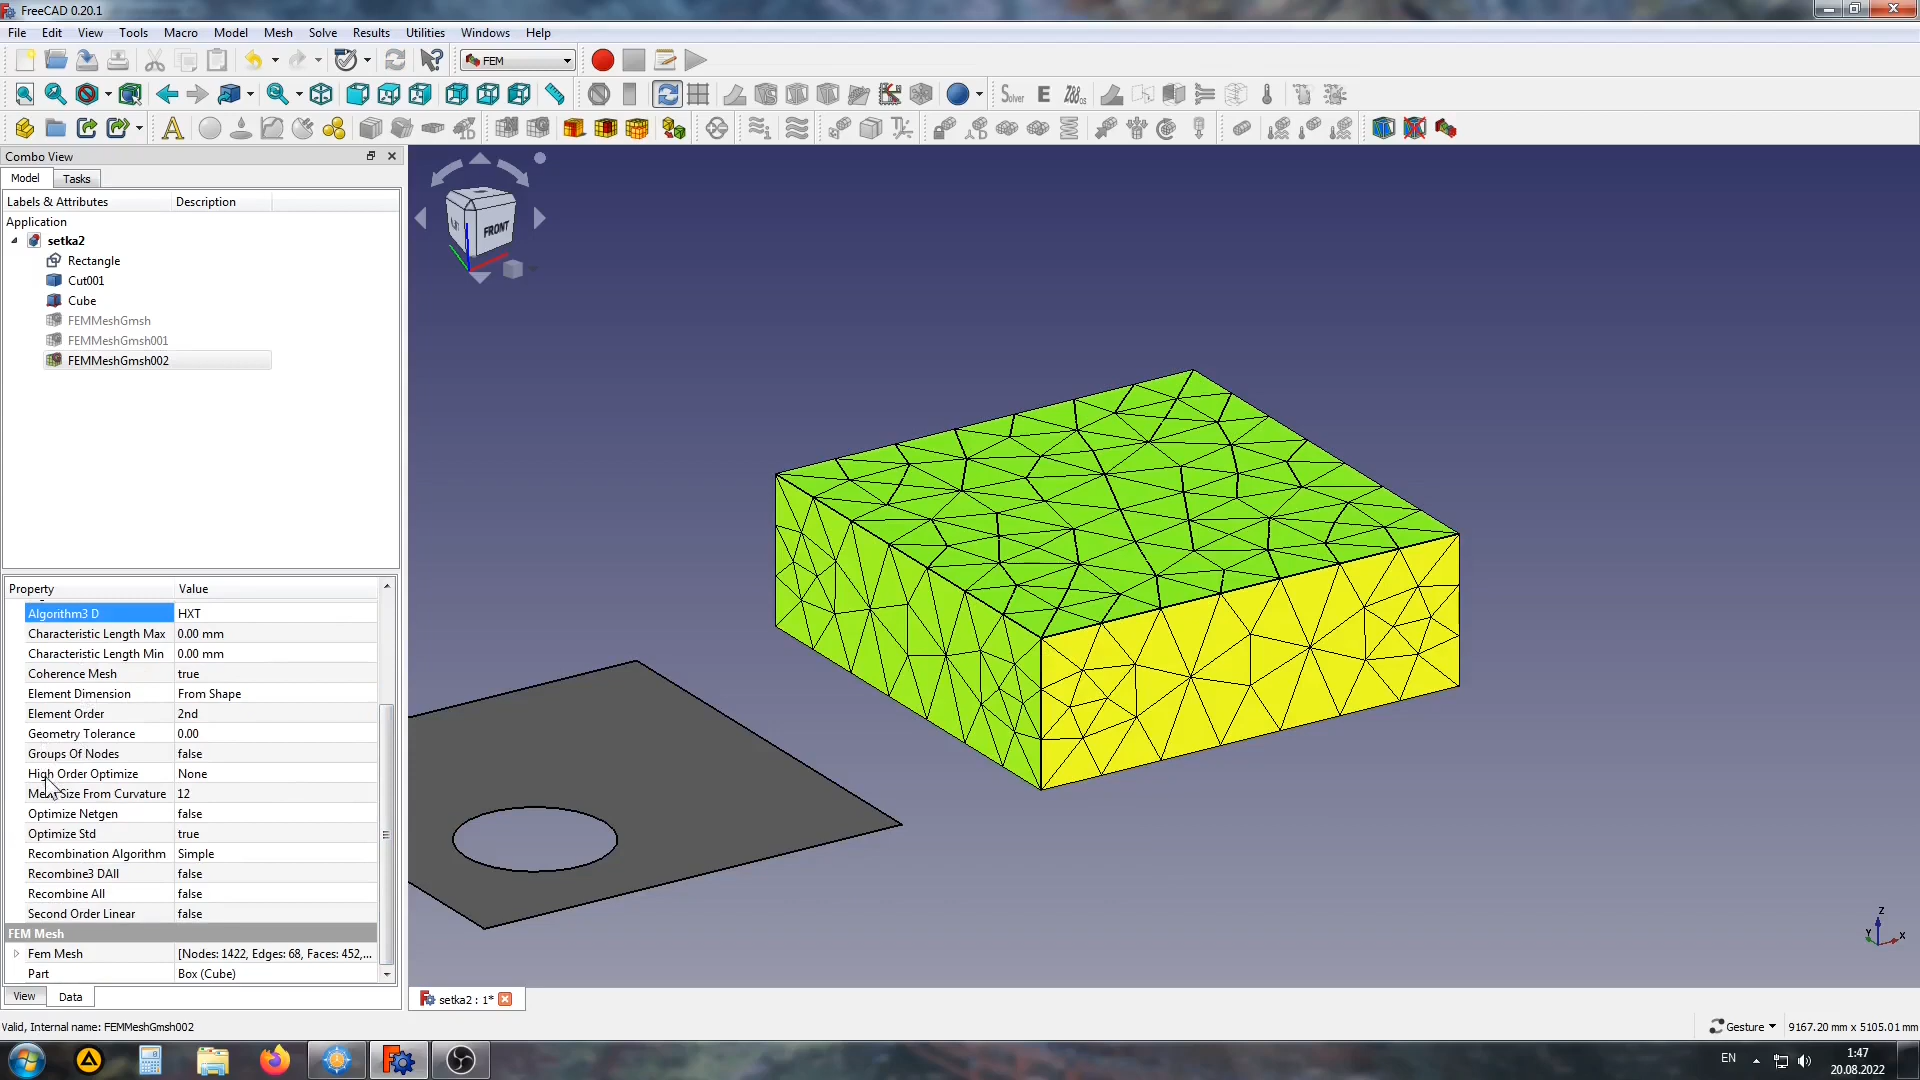 FreeCAD 0.20.1
File Edit View Tools Macro Model Mesh Solve Results Utilities Windows Help
FEM
Solver E Z88os
Combo View
Model Tasks
Labels & Attributes Description
Application
setka2
Rectangle
Cut001
Cube
FEMMeshGmsh
FEMMeshGmsh001
FEMMeshGmsh002
FRONT
Property Value
Algorithm3 D HXT
Characteristic Length Max 0.00 mm
Characteristic Length Min 0.00 mm
Coherence Mesh true
Element Dimension From Shape
Element Order 2nd
Geometry Tolerance 0.00
Groups Of Nodes false
High Order Optimize None
Size From Curvature 12
Optimize Netgen false
Optimize Std true
Recombination Algorithm Simple
Recombine3 DAll false
Recombine All false
Second Order Linear false
FEM Mesh
Fem Mesh [Nodes: 1422, Edges: 68, Faces: 452,...
Part Box (Cube)
View Data
Z
Y X
setka2 : 1*
Valid, Internal name: FEMMeshGmsh002
Gesture 9167.20 mm x 5105.01 mm
EN
1:47
20.08.2022